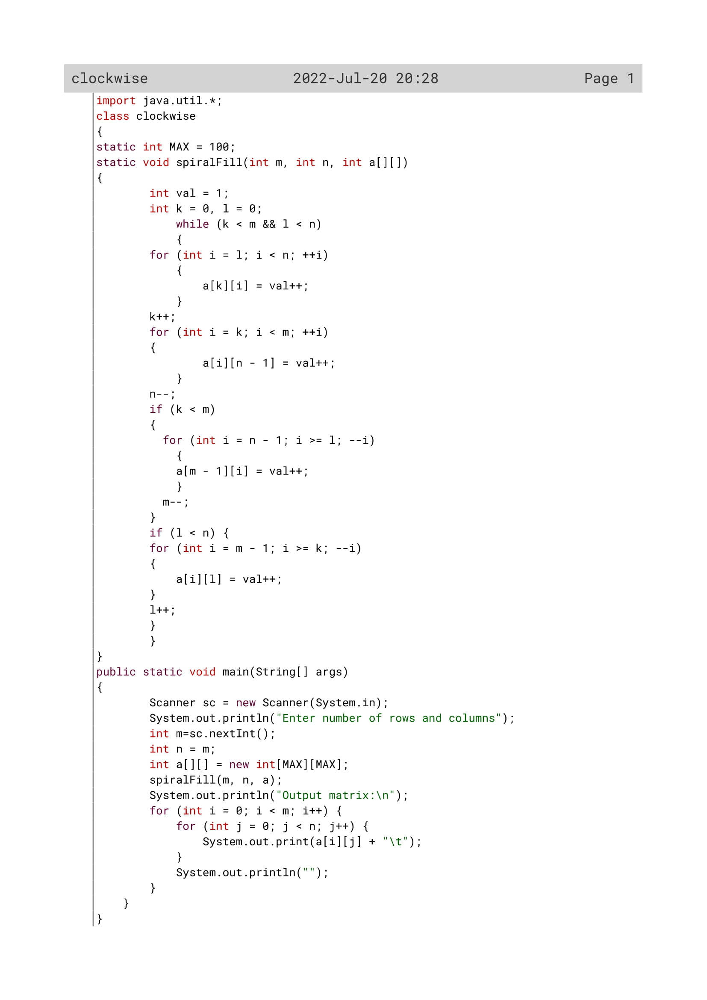 clockwise 2022-Jul-20 20:28 Page 1
import java.util.*;
class clockwise
{
static int MAX = 100;
static void spiralFill(int m, int n, int a[][])
{
        int val = 1;
        int k = 0, l = 0;
            while (k < m && l < n)
            {
        for (int i = l; i < n; ++i)
            {
                a[k][i] = val++;
            }
        k++;
        for (int i = k; i < m; ++i)
        {
                a[i][n - 1] = val++;
            }
        n--;
        if (k < m)
        {
          for (int i = n - 1; i >= l; --i)
            {
            a[m - 1][i] = val++;
            }
          m--;
        }
        if (l < n) {
        for (int i = m - 1; i >= k; --i)
        {
            a[i][l] = val++;
        }
        l++;
        }
        }
}
public static void main(String[] args)
{
        Scanner sc = new Scanner(System.in);
        System.out.println("Enter number of rows and columns");
        int m=sc.nextInt();
        int n = m;
        int a[][] = new int[MAX][MAX];
        spiralFill(m, n, a);
        System.out.println("Output matrix:\n");
        for (int i = 0; i < m; i++) {
            for (int j = 0; j < n; j++) {
                System.out.print(a[i][j] + "\t");
            }
            System.out.println("");
        }
    }
}